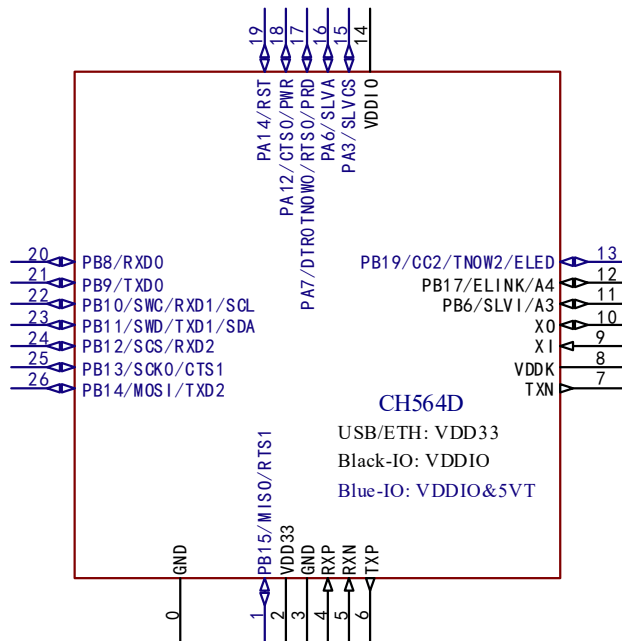 19 18 17 16 15 14
PA14/RST
PA12/CTS0/PWR
PA7/DTR0TNOW0/RTS0/PRD
PA6/SLVA
PA3/SLVCS
VDDIO
20 PB8/RXD0
21 PB9/TXD0
22 PB10/SWC/RXD1/SCL
23 PB11/SWD/TXD1/SDA
24 PB12/SCS/RXD2
25 PB13/SCK0/CTS1
26 PB14/MOSI/TXD2
PB19/CC2/TNOW2/ELED 13
PB17/ELINK/A4 12
PB6/SLVI/A3 11
XO 10
XI 9
VDDK 8
TXN 7
CH564D
USB/ETH: VDD33
Black-IO: VDDIO
Blue-IO: VDDIO&5VT
GND
PB15/MISO/RTS1
VDD33
GND
RXP
RXN
TXP
0 1 2 3 4 5 6